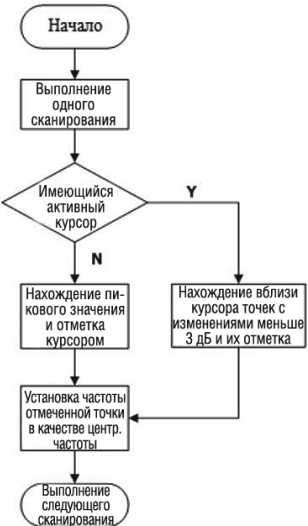 Начало
Выполнение
одного
сканирования
Имеющийся
активный
курсор
Y
N
Нахождение пи-
кового значения
и отметка
курсором
Нахождение вблизи
курсора точек с
изменениями меньше
3 дБ и их отметка
Установка частоты
отмеченной точки
в качестве центр.
частоты
Выполнение
следующего
сканирования